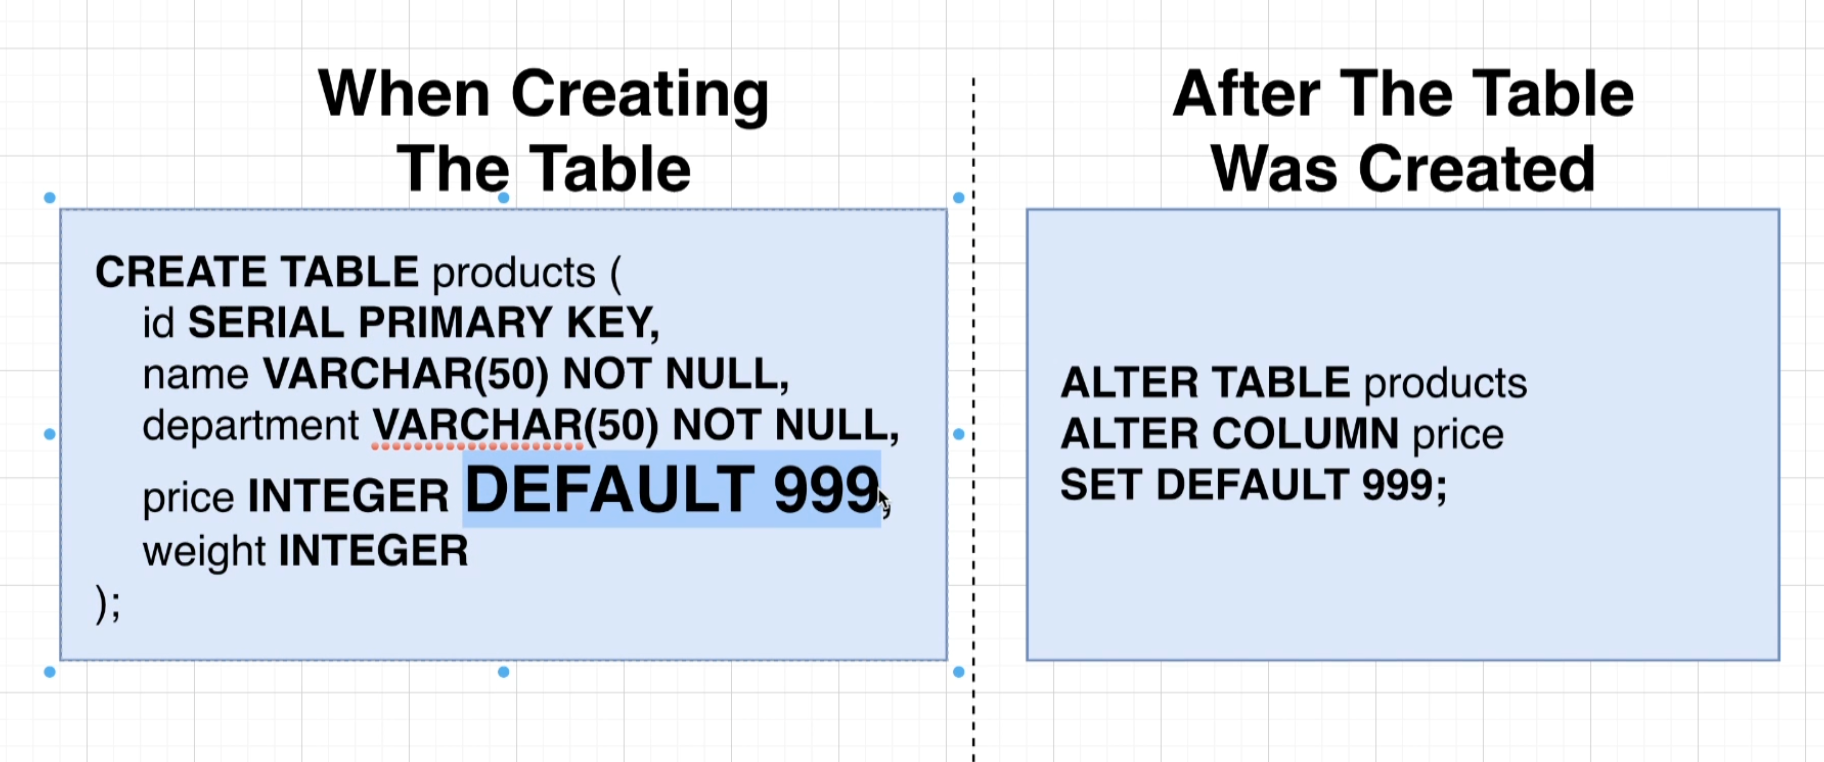 When Creating
The Table
CREATE TABLE products (
id SERIAL PRIMARY KEY,
name VARCHAR(50) NOT NULL,
department VARCHAR(50) NOT NULL,
price INTEGER DEFAULT 999,
weight INTEGER
);
After The Table
Was Created
ALTER TABLE products
ALTER COLUMN price
SET DEFAULT 999;